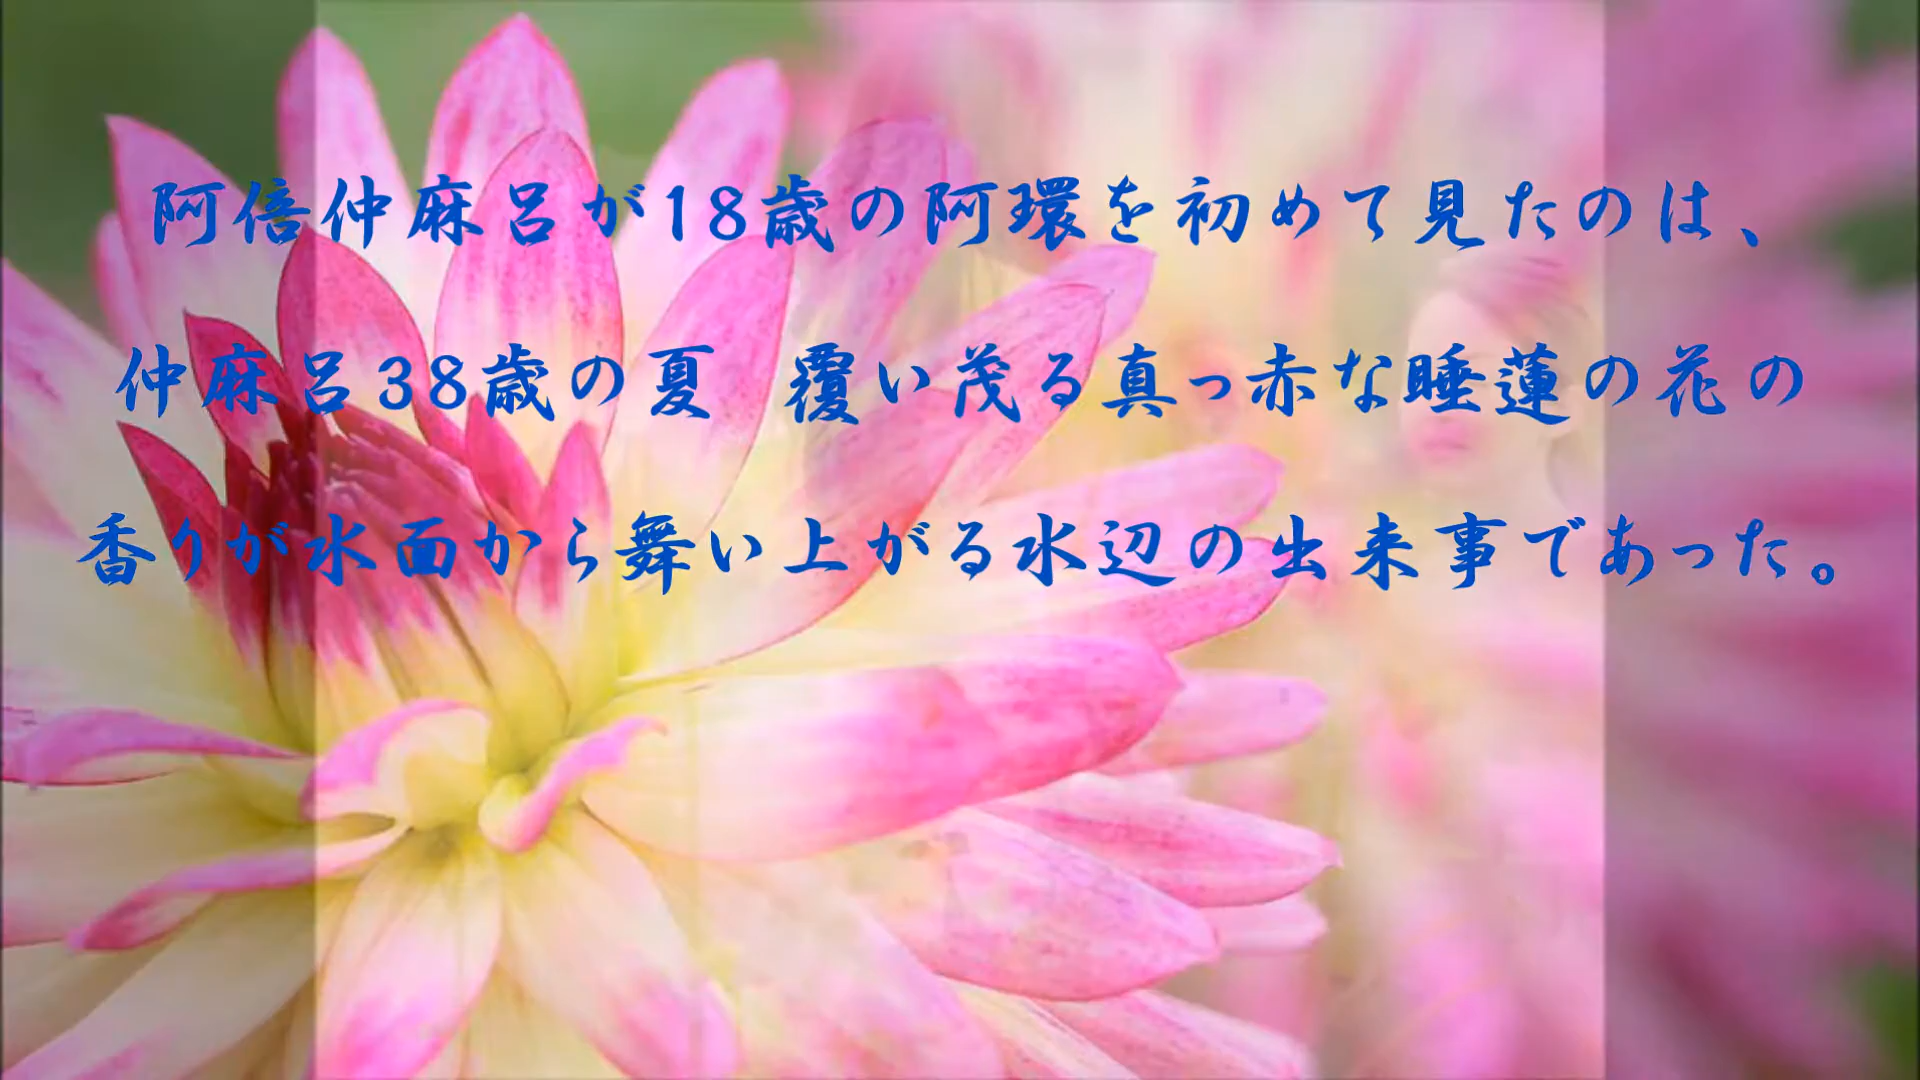 阿倍仲麻呂が18歳の阿環を初めて見たのは、
仲麻呂38歳の夏　覆い茂る真っ赤な睡蓮の花の
香りが水面から舞い上がる水辺の出来事であった。